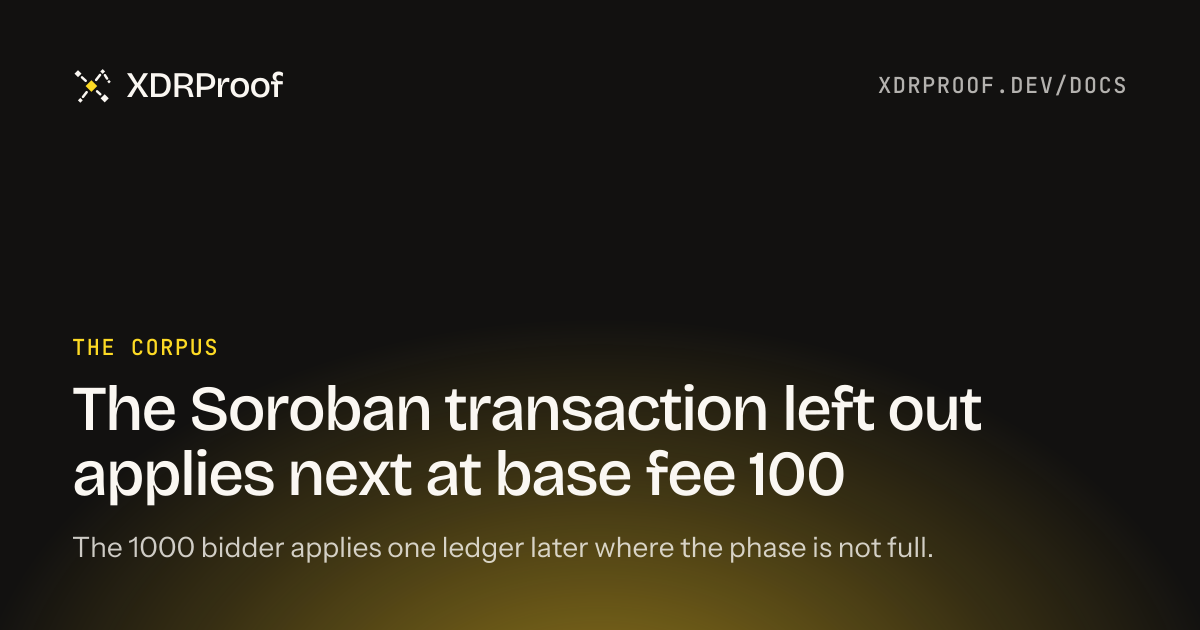 XDRProof
XDRPROOF.DEV/DOCS
THE CORPUS
The Soroban transaction left out
applies next at base fee 100
The 1000 bidder applies one ledger later where the phase is not full.